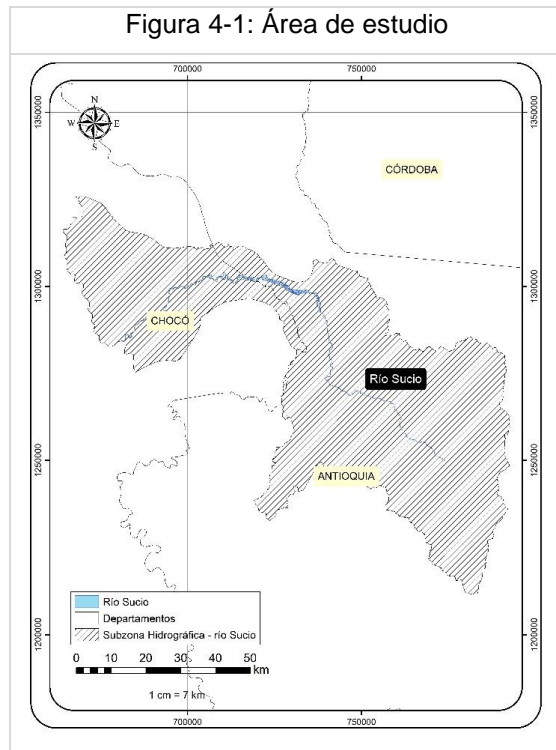 Figura 4-1: Área de estudio
700000 750000
1350000 1350000
N
W E
S
CÓRDOBA
1300000 1300000
CHOCÓ
Río Sucio
1250000 1250000
ANTIOQUIA
Río Sucio
Departamentos
Subzona Hidrográfica - río Sucio
1200000 1200000
0 10 20 30 40 50
km
1 cm = 7 km
700000 750000